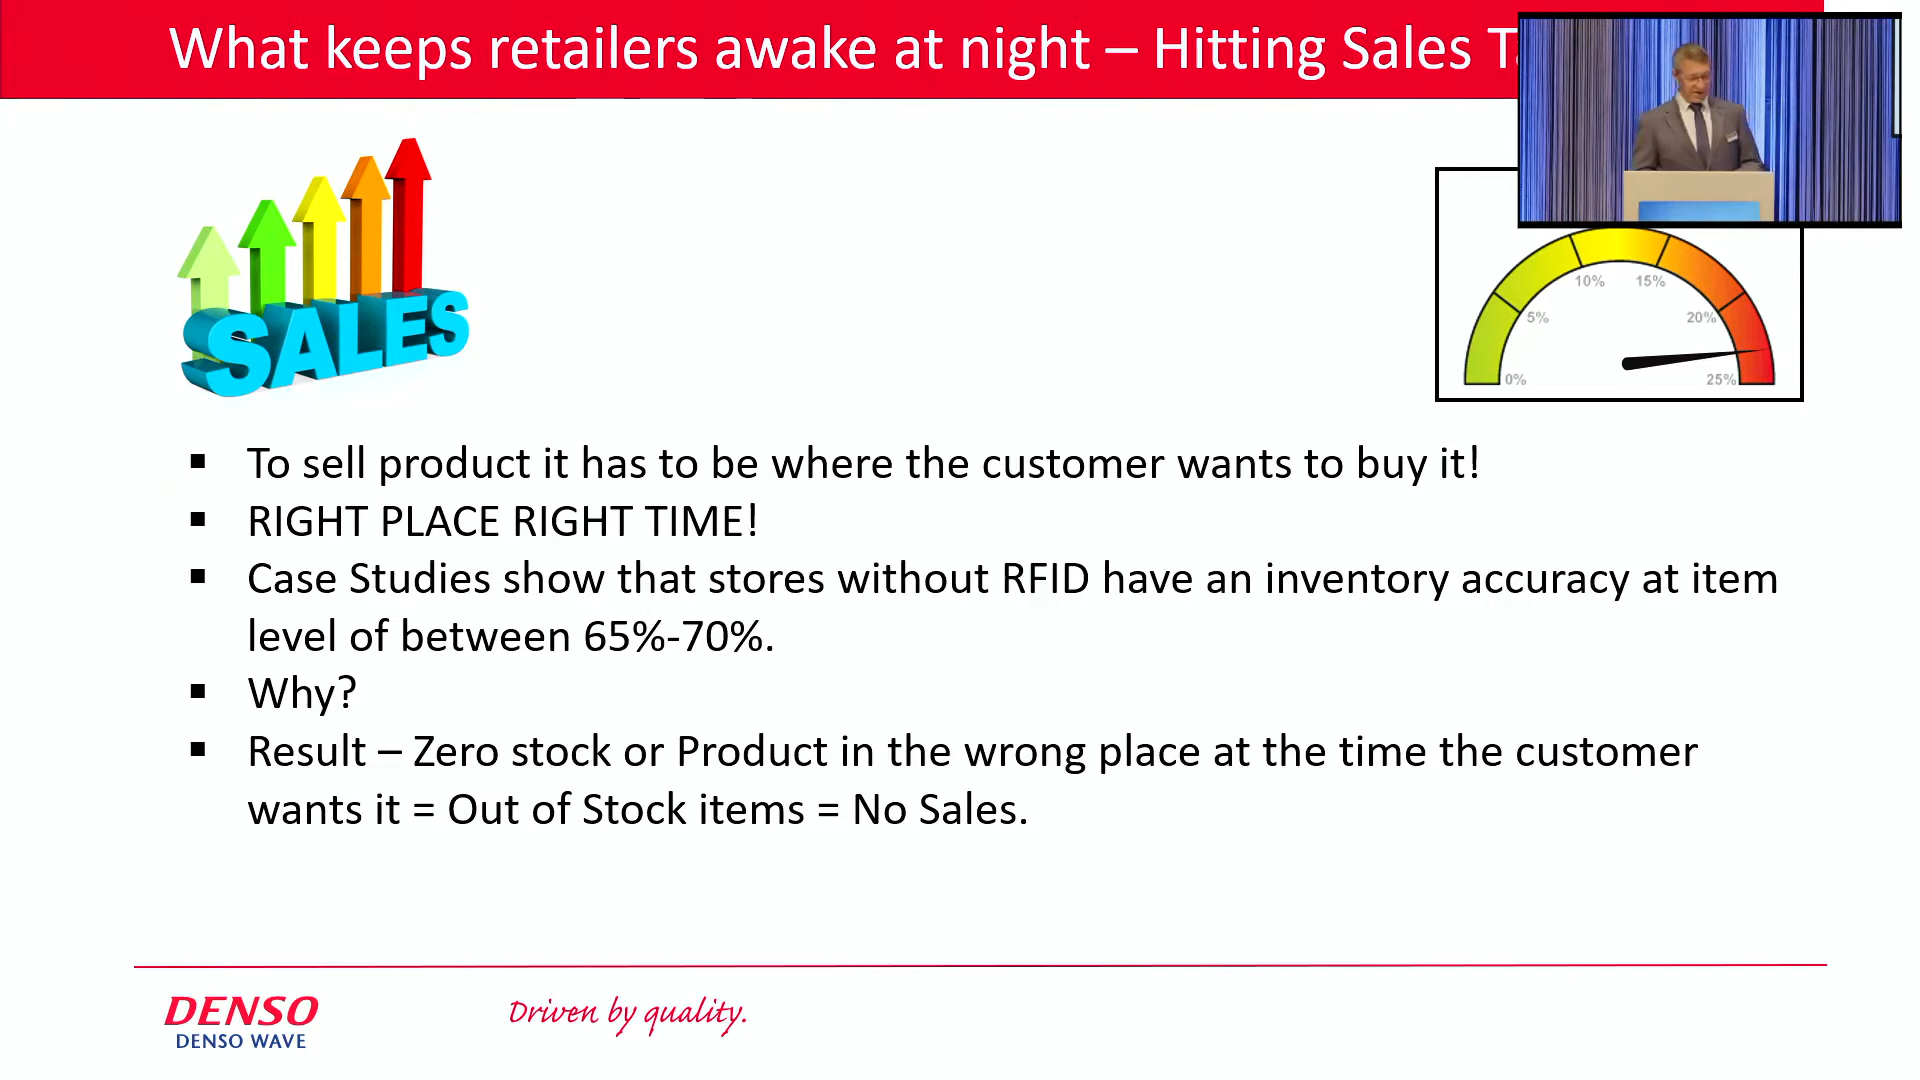 What keeps retailers awake at night – Hitting Sales
SALES
10% 15%
5% 20%
0% 25%
▪ To sell product it has to be where the customer wants to buy it!
▪ RIGHT PLACE RIGHT TIME!
▪ Case Studies show that stores without RFID have an inventory accuracy at item
level of between 65%-70%.
▪ Why?
▪ Result – Zero stock or Product in the wrong place at the time the customer
wants it = Out of Stock items = No Sales.
DENSO
DENSO WAVE
Driven by quality.